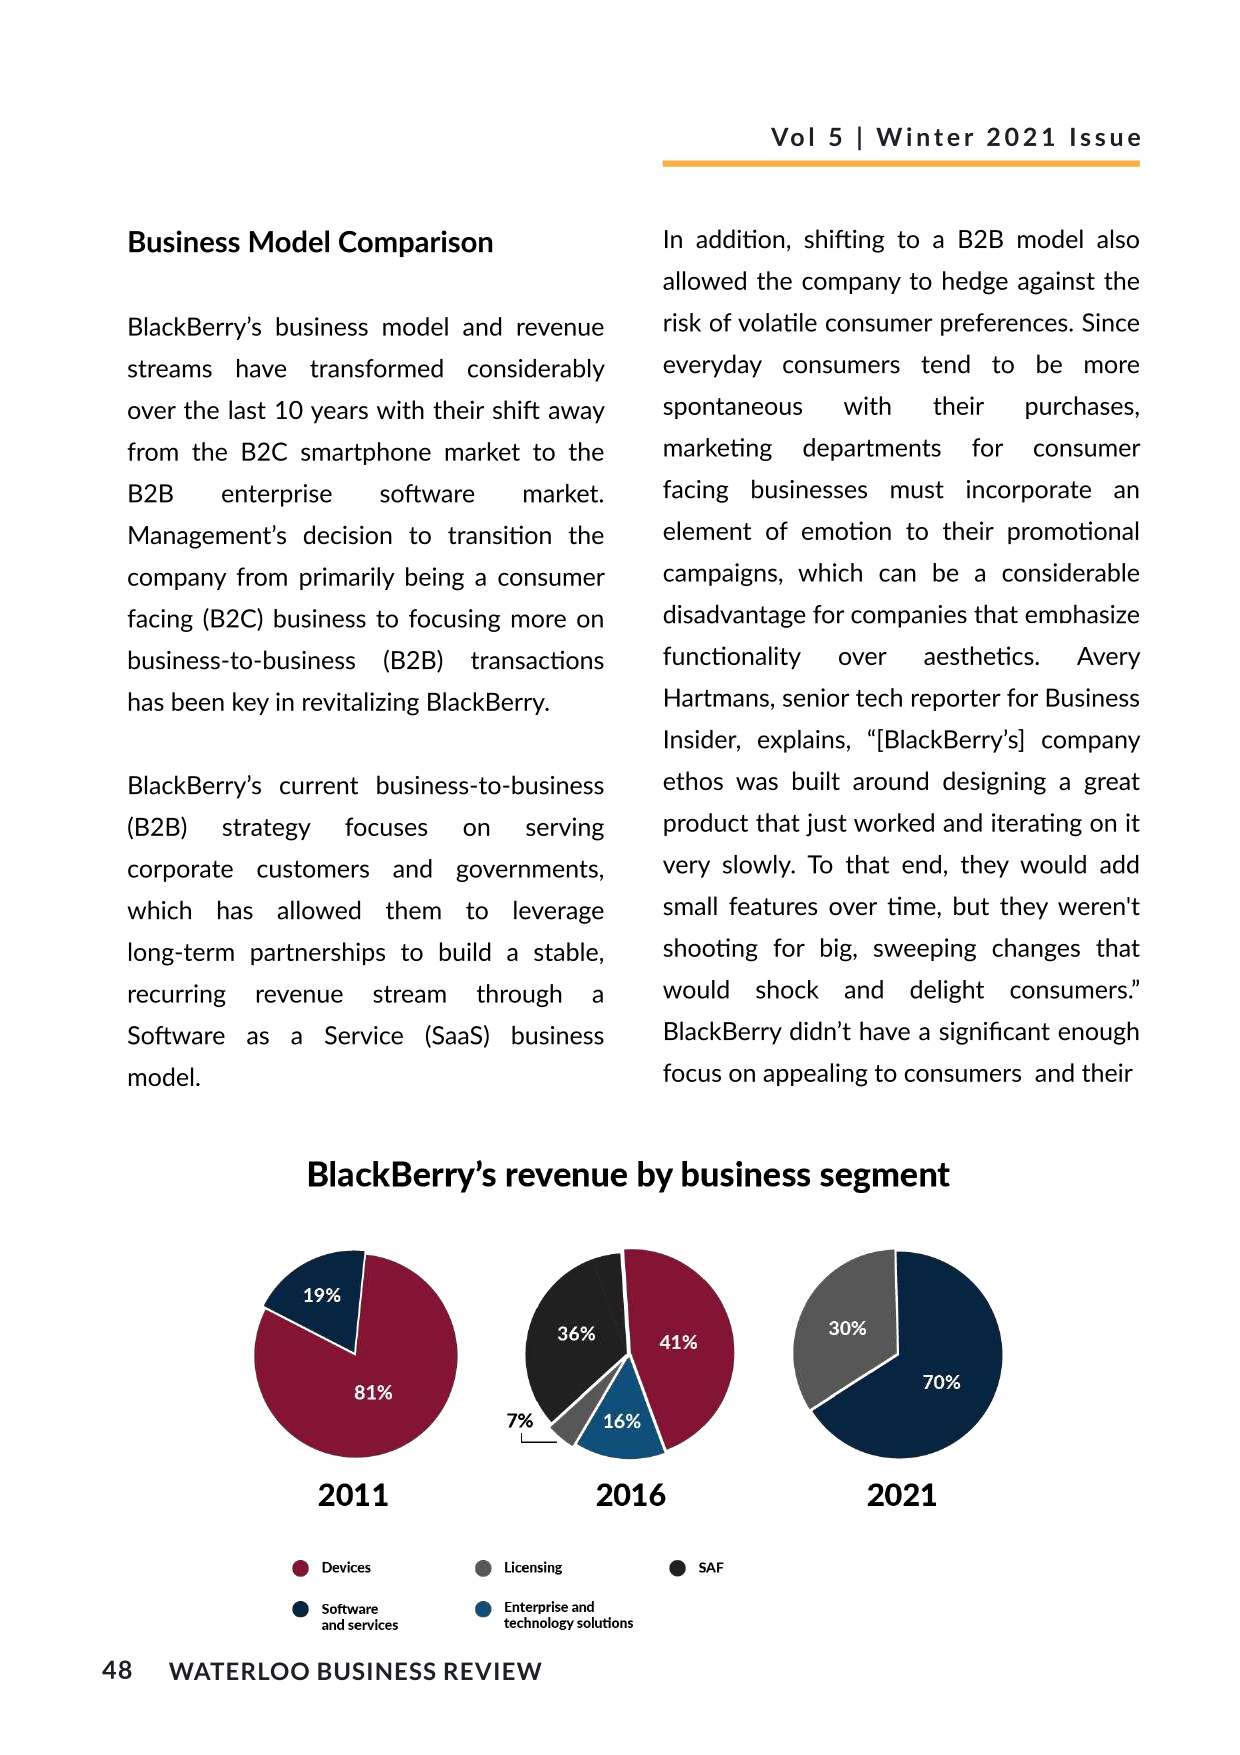 Vol 5 | Winter 2021 Issue
Business Model Comparison
BlackBerry’s business model and revenue
streams have transformed considerably
over the last 10 years with their shift away
from the B2C smartphone market to the
B2B enterprise software market.
Management’s decision to transition the
company from primarily being a consumer
facing (B2C) business to focusing more on
business-to-business (B2B) transactions
has been key in revitalizing BlackBerry.
BlackBerry’s current business-to-business
(B2B) strategy focuses on serving
corporate customers and governments,
which has allowed them to leverage
long-term partnerships to build a stable,
recurring revenue stream through a
Software as a Service (SaaS) business
model.
In addition, shifting to a B2B model also
allowed the company to hedge against the
risk of volatile consumer preferences. Since
everyday consumers tend to be more
spontaneous with their purchases,
marketing departments for consumer
facing businesses must incorporate an
element of emotion to their promotional
campaigns, which can be a considerable
disadvantage for companies that emphasize
functionality over aesthetics. Avery
Hartmans, senior tech reporter for Business
Insider, explains, “[BlackBerry’s] company
ethos was built around designing a great
product that just worked and iterating on it
very slowly. To that end, they would add
small features over time, but they weren't
shooting for big, sweeping changes that
would shock and delight consumers.”
BlackBerry didn’t have a significant enough
focus on appealing to consumers and their
BlackBerry’s revenue by business segment
19%
81%
2011
36%
41%
7%
16%
2016
30%
70%
2021
Devices
Licensing
SAF
Software
and services
Enterprise and
technology solutions
48 WATERLOO BUSINESS REVIEW